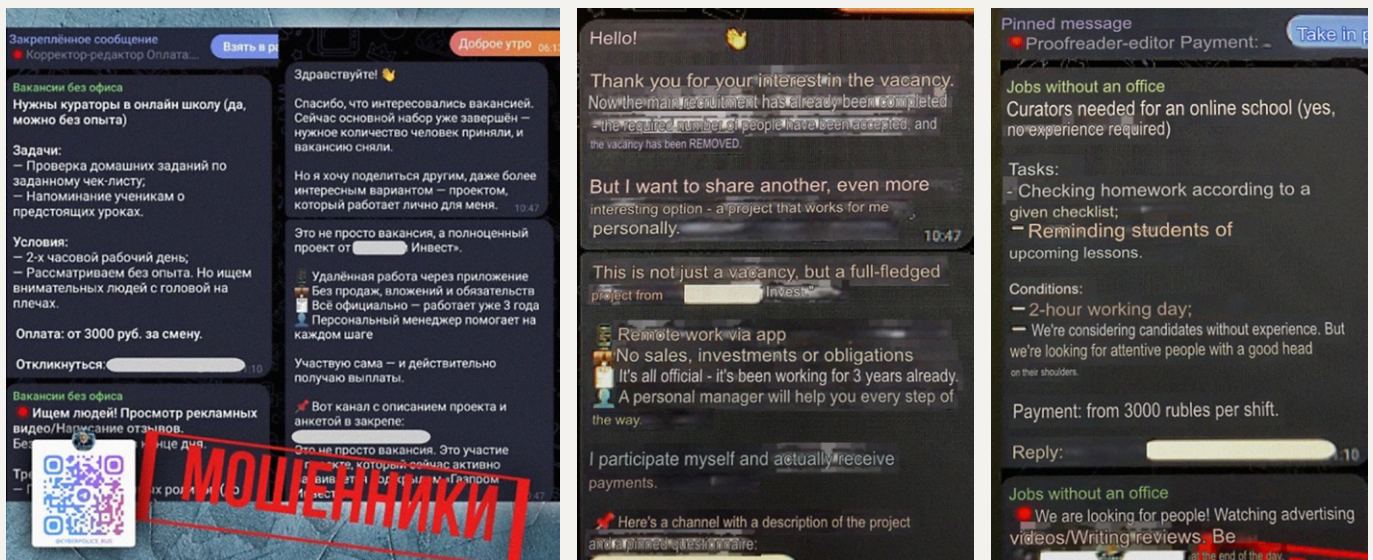 Закреплённое сообщение
Корректор-редактор Оплата:...
Взять в ра
Вакансии без офиса
Нужны кураторы в онлайн школу (да,
можно без опыта)
Задачи:
– Проверка домашних заданий по
заданному чек-листу;
– Напоминание ученикам о
предстоящих уроках.
Условия:
– 2-х часовой рабочий день;
– Рассматриваем без опыта. Но ищем
внимательных людей с головой на
плечах.
Оплата: от 3000 руб. за смену.
Откликнуться:
:10
Вакансии без офиса
Ищем людей! Просмотр рекламных
видео/Написание отзывов.
Без
конце дня.
@CYBERPOLICE_RUS
Доброе утро
Здравствуйте! 👋
Спасибо, что интересовались вакансией.
Сейчас основной набор уже завершён –
нужное количество человек приняли, и
вакансию сняли.
Но я хочу поделиться другим, даже более
интересным вариантом – проектом,
который работает лично для меня. 10:47
Это не просто вакансия, а полноценный
проект от Инвест».
Удалённая работа через приложение
Без продаж, вложений и обязательств
Всё официально – работает уже 3 года
Персональный менеджер помогает на
каждом шаге
Участвую сама – и действительно
получаю выплаты.
📌 Вот канал с описанием проекта и
анкетой в закрепе:
Это не просто вакансия. Это участие
который сейчас активно
«Газпром
Инвест
:47
МОШЕННИКИ
Hello! 👋
Thank you for your interest in the vacancy.
Now the main recruitment has already been completed
- the required number of people have been accepted, and
the vacancy has been REMOVED.
But I want to share another, even more
interesting option - a project that works for me
personally.
10:47
This is not just a vacancy, but a full-fledged
project from Invest."
Remote work via app
No sales, investments or obligations
It's all official - it's been working for 3 years already.
A personal manager will help you every step of
the way.
I participate myself and actually receive
payments.
📌 Here's a channel with a description of the project
and a pinned questionnaire:
Pinned message
Proofreader-editor Payment:
Take in p
Jobs without an office
Curators needed for an online school (yes,
no experience required)
Tasks:
- Checking homework according to a
given checklist;
– Reminding students of
upcoming lessons.
Conditions:
– 2-hour working day;
– We're considering candidates without experience. But
we're looking for attentive people with a good head
on their shoulders.
Payment: from 3000 rubles per shift.
Reply:
:10
Jobs without an office
We are looking for people! Watching advertising
videos/Writing reviews. Be
at the end of the day.